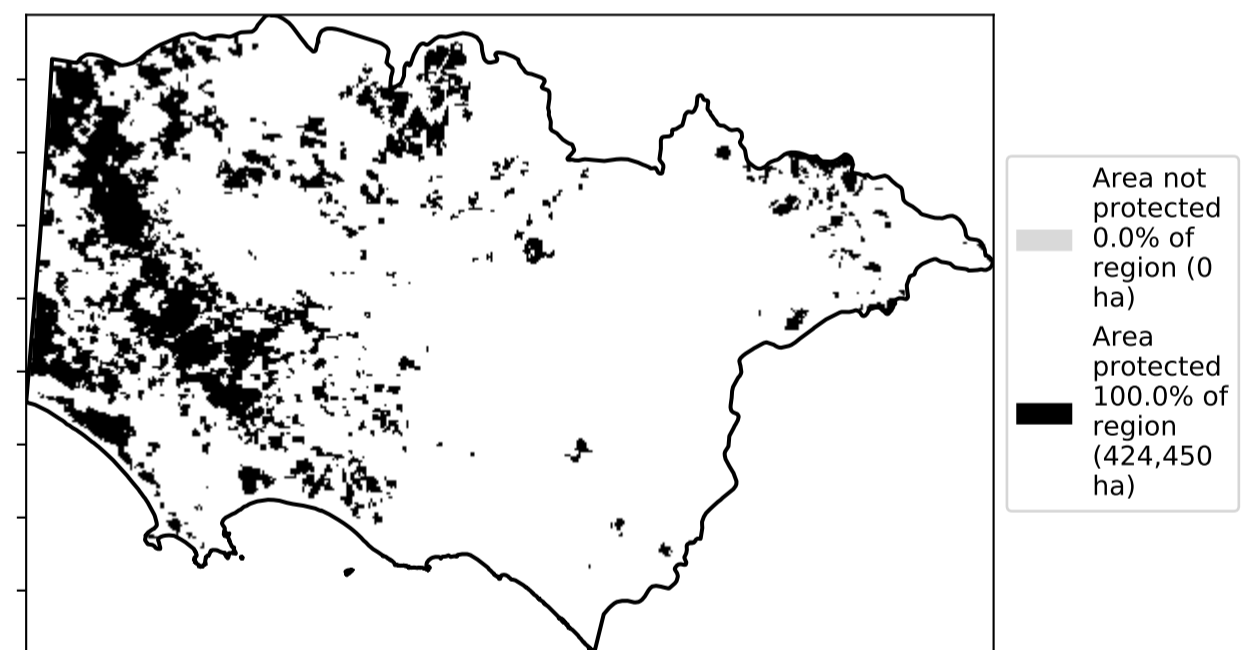 Area not
protected
0.0% of
region (0
ha)
Area
protected
100.0% of
region
(424,450
ha)